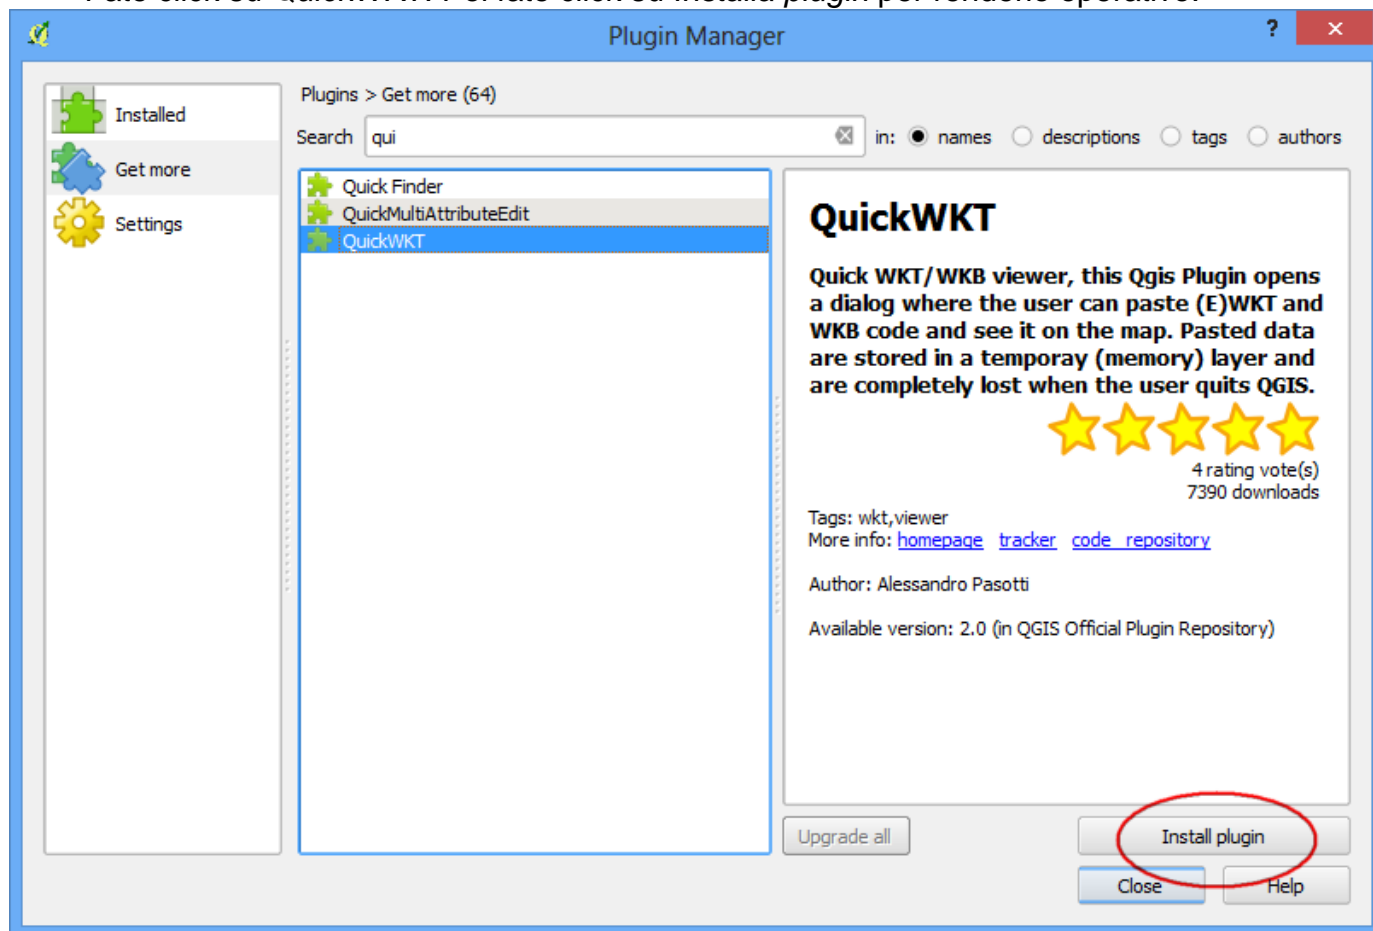 Plugin Manager
?
×
Installed
Get more
Settings
Plugins > Get more (64)
Search qui in: names descriptions tags authors
Quick Finder
QuickMultiAttributeEdit
QuickWKT
QuickWKT
Quick WKT/WKB viewer, this Qgis Plugin opens
a dialog where the user can paste (E)WKT and
WKB code and see it on the map. Pasted data
are stored in a temporay (memory) layer and
are completely lost when the user quits QGIS.
4 rating vote(s)
7390 downloads
Tags: wkt,viewer
More info: homepage tracker code repository
Author: Alessandro Pasotti
Available version: 2.0 (in QGIS Official Plugin Repository)
Upgrade all
Install plugin
Close
Help